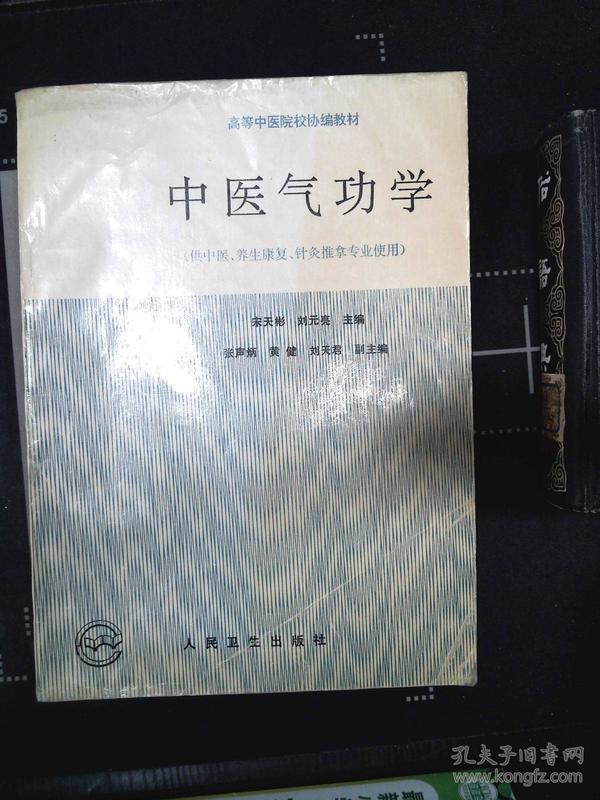 高等中医院校协编教材
中医气功学
(供中医、养生康复、针灸推拿专业使用)
宋天彬 刘元亮 主编
张声炳 黄健 刘天君 副主编
人民卫生出版社
5
语
孔夫子旧书网
www.kongfz.com